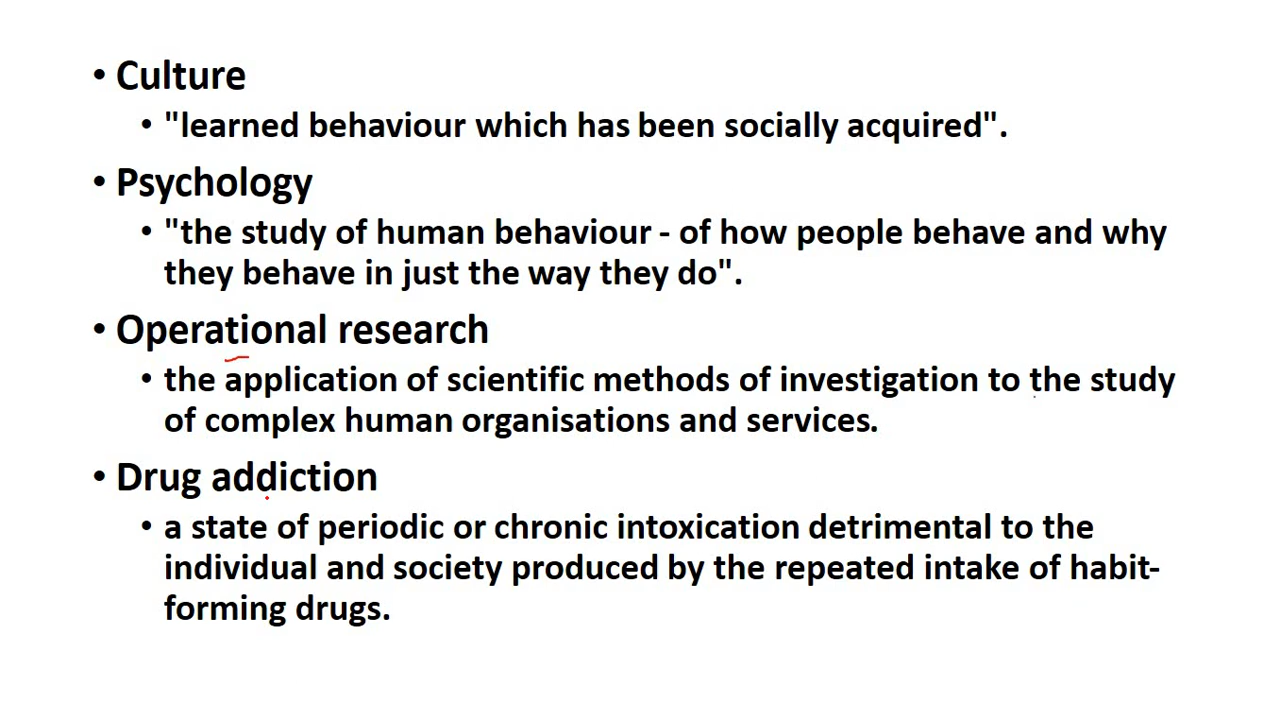 • Culture
• "learned behaviour which has been socially acquired".
• Psychology
• "the study of human behaviour - of how people behave and why
they behave in just the way they do".
• Operational research
• the application of scientific methods of investigation to the study
of complex human organisations and services.
• Drug addiction
• a state of periodic or chronic intoxication detrimental to the
individual and society produced by the repeated intake of habit-
forming drugs.